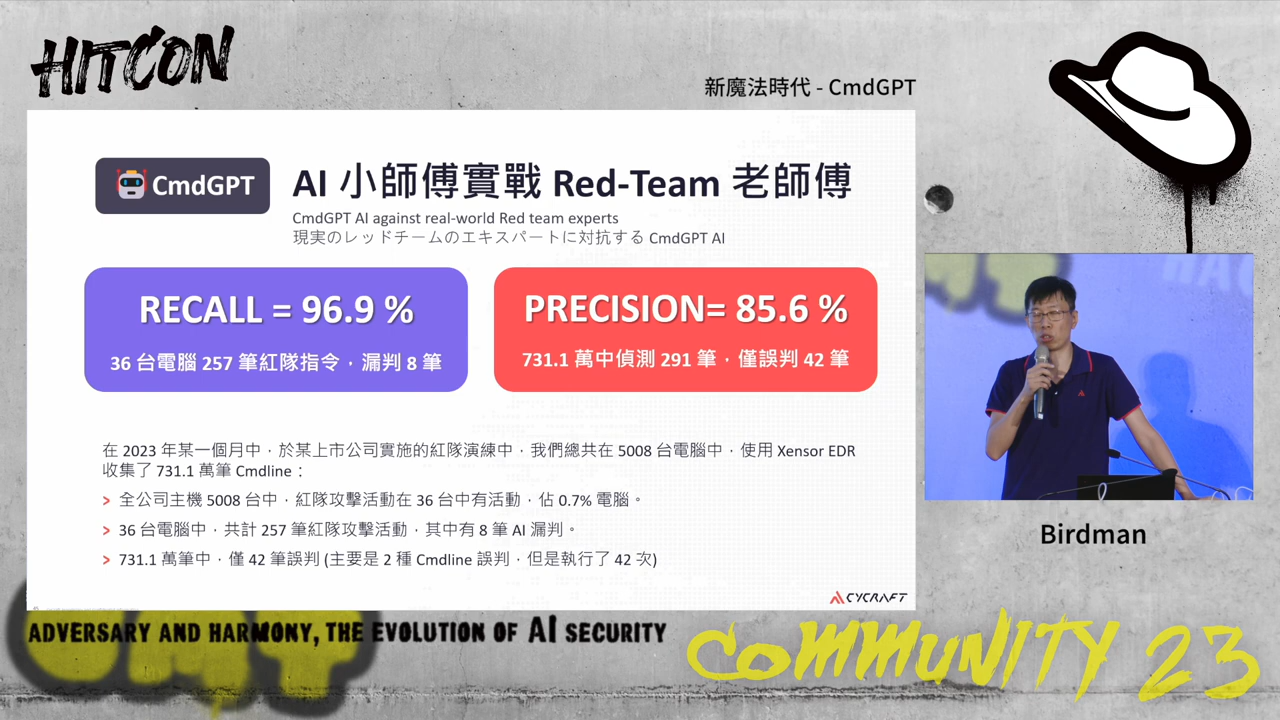 HITCON
新魔法時代 - CmdGPT
CmdGPT
AI 小師傅實戰 Red-Team 老師傅
CmdGPT AI against real-world Red team experts
現実のレッドチームのエキスパートに対抗する CmdGPT AI
RECALL = 96.9 %
36 台電腦 257 筆紅隊指令，漏判 8 筆
PRECISION= 85.6 %
731.1 萬中偵測 291 筆，僅誤判 42 筆
在 2023 年某一個月中，於某上市公司實施的紅隊演練中，我們總共在 5008 台電腦中，使用 Xensor EDR
收集了 731.1 萬筆 Cmdline：
> 全公司主機 5008 台中，紅隊攻擊活動在 36 台中有活動，佔 0.7% 電腦。
> 36 台電腦中，共計 257 筆紅隊攻擊活動，其中有 8 筆 AI 漏判。
> 731.1 萬筆中，僅 42 筆誤判 (主要是 2 種 Cmdline 誤判，但是執行了 42 次)
CYCRAFT
Birdman
ADVERSARY AND HARMONY, THE EVOLUTION OF AI SECURITY
COMMUNITY 23